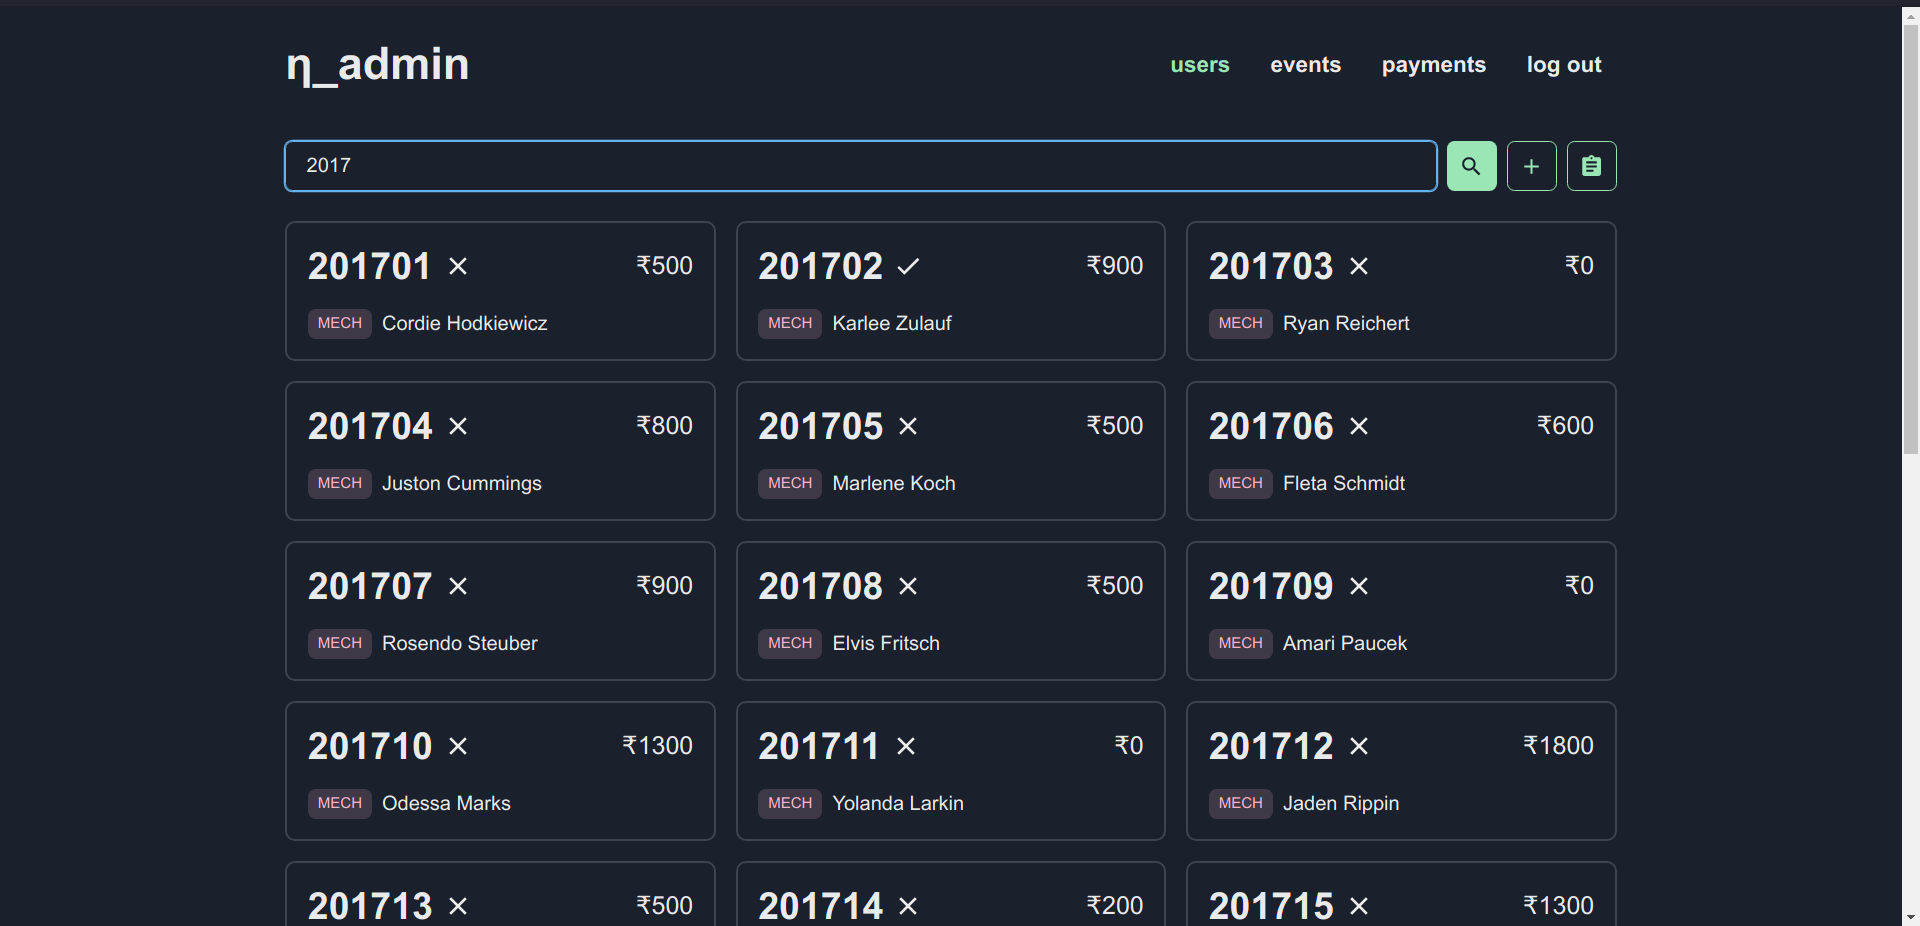 η_admin
users events payments log out
2017
201701 ₹500
MECH Cordie Hodkiewicz
201702 ₹900
MECH Karlee Zulauf
201703 ₹0
MECH Ryan Reichert
201704 ₹800
MECH Juston Cummings
201705 ₹500
MECH Marlene Koch
201706 ₹600
MECH Fleta Schmidt
201707 ₹900
MECH Rosendo Steuber
201708 ₹500
MECH Elvis Fritsch
201709 ₹0
MECH Amari Paucek
201710 ₹1300
MECH Odessa Marks
201711 ₹0
MECH Yolanda Larkin
201712 ₹1800
MECH Jaden Rippin
201713 ₹500
201714 ₹200
201715 ₹1300